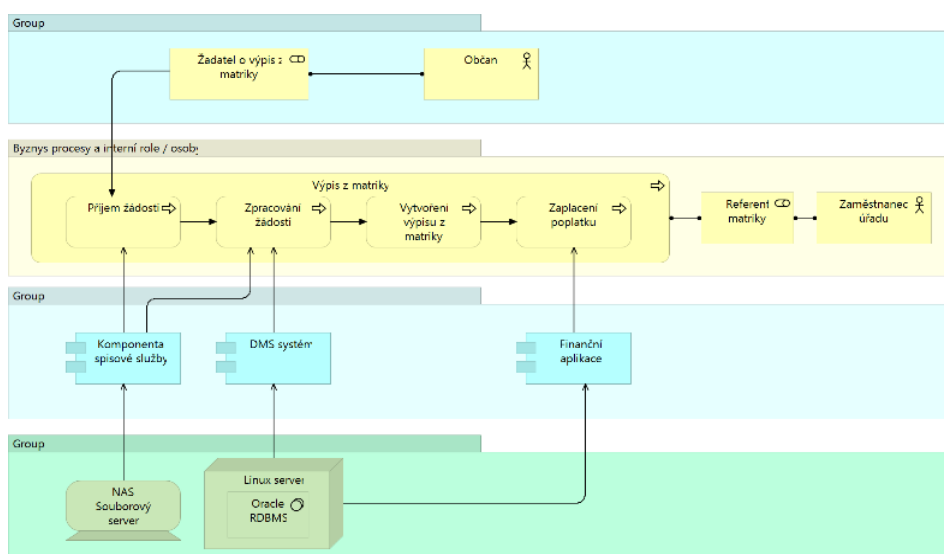 Group
Žadatel o výpis z
matriky
Občan
Byznys procesy a interní role / osoby
Výpis z matriky
Příjem žádosti
Zpracování
žádosti
Vytvoření
výpisu z
matriky
Zaplacení
poplatku
Referent
matriky
Zaměstnanec
úřadu
Group
Komponenta
spisové služby
DMS systém
Finanční
aplikace
Group
NAS
Souborový
server
Linux server
Oracle
RDBMS